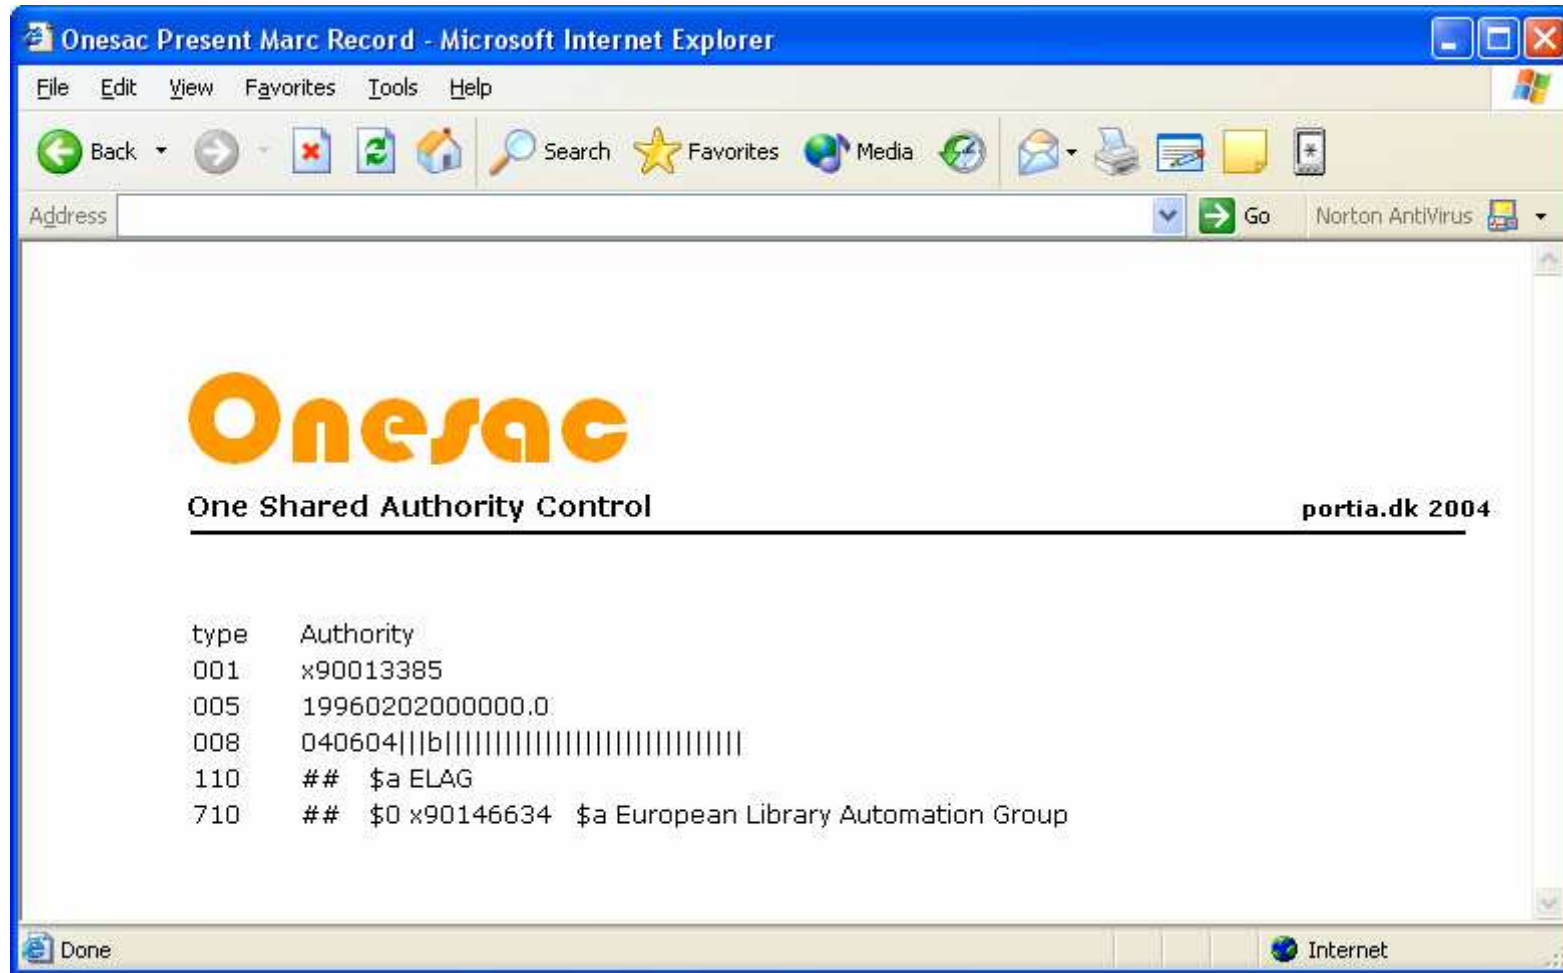 Onesac Present Marc Record - Microsoft Internet Explorer
File Edit View Favorites Tools Help
Back Search Favorites Media
Address Go Norton AntiVirus
Onesac
One Shared Authority Control portia.dk 2004
type Authority
001 x90013385
005 19960202000000.0
008 040604|||b||||||||||||||||||||||||||||||
110 ## $a ELAG
710 ## $0 x90146634 $a European Library Automation Group
Done Internet